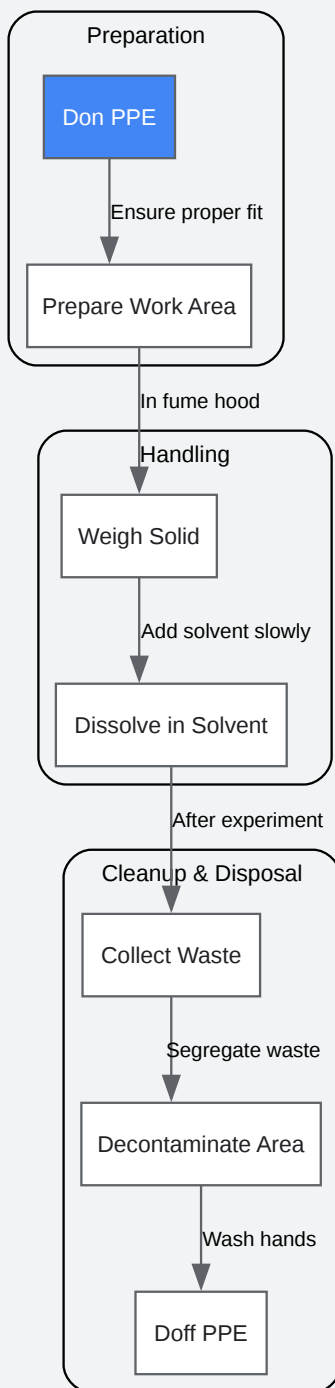 Preparation
Don PPE
Ensure proper fit
Prepare Work Area
In fume hood
Handling
Weigh Solid
Add solvent slowly
Dissolve in Solvent
After experiment
Cleanup & Disposal
Collect Waste
Segregate waste
Decontaminate Area
Wash hands
Doff PPE